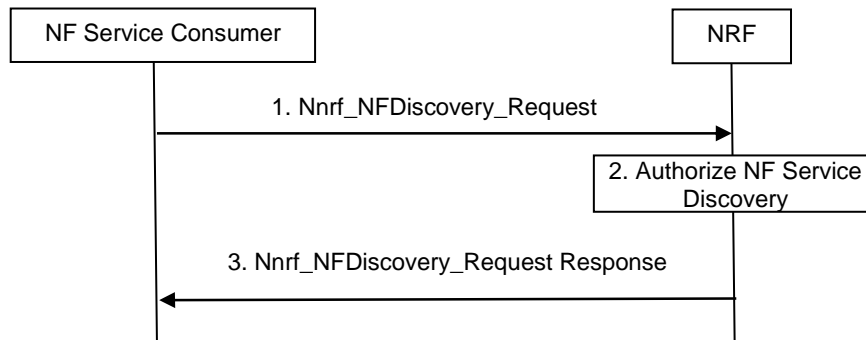 NF Service Consumer
NRF
1. Nnrf_NFDiscovery_Request
2. Authorize NF Service
Discovery
3. Nnrf_NFDiscovery_Request Response